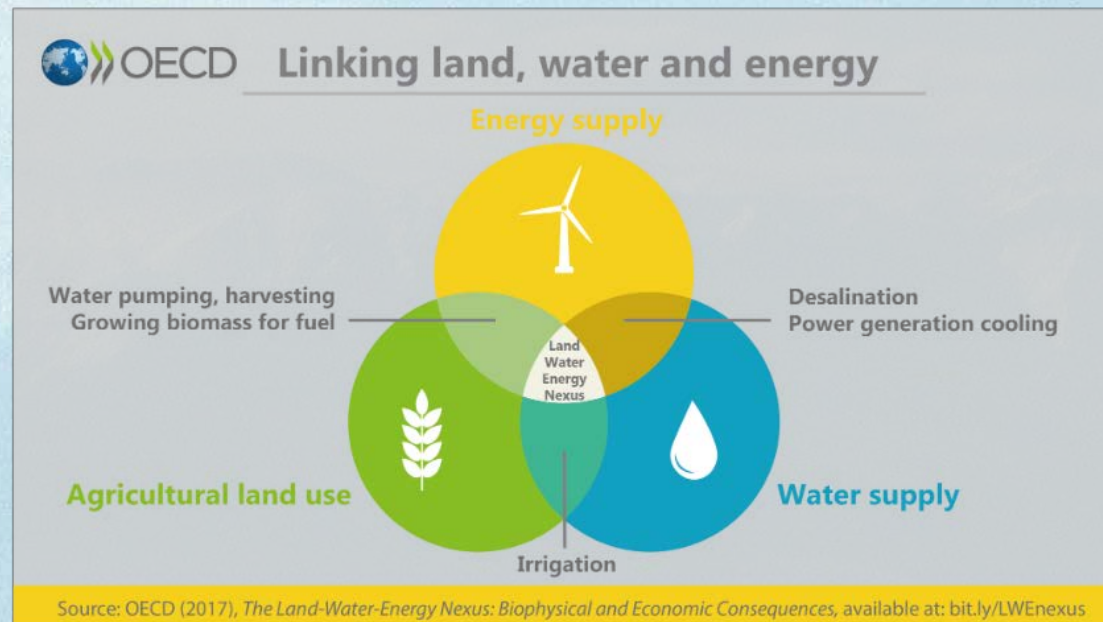 OECD Linking land, water and energy
Energy supply
Water pumping, harvesting
Growing biomass for fuel
Desalination
Power generation cooling
Land
Water
Energy
Nexus
Agricultural land use
Water supply
Irrigation
Source: OECD (2017), The Land-Water-Energy Nexus: Biophysical and Economic Consequences, available at: bit.ly/LWEnexus